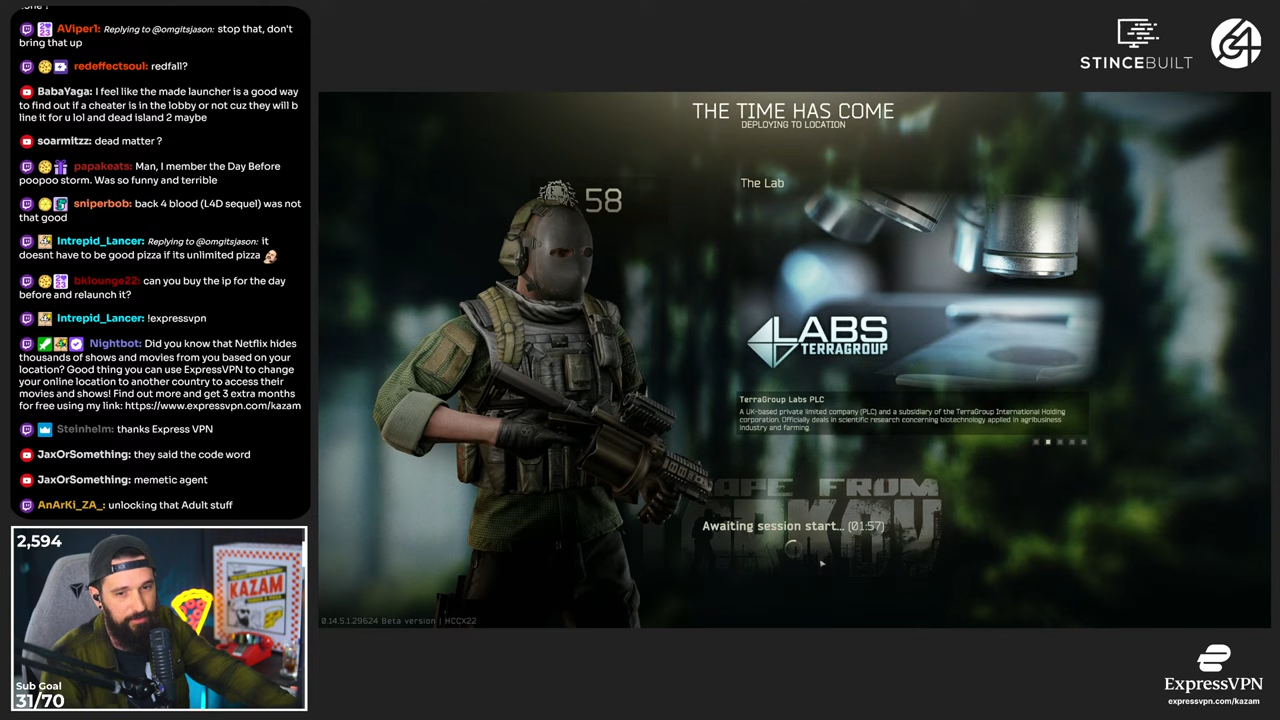 AViper1: Replying to @omgitsjason: stop that, don't
bring that up
redeffectsoul: redfall?
BabaYaga: I feel like the made launcher is a good way
to find out if a cheater is in the lobby or not cuz they will b
line it for u lol and dead island 2 maybe
soarmitzz: dead matter ?
papakeats: Man, I member the Day Before
poopoo storm. Was so funny and terrible
sniperbob: back 4 blood (L4D sequel) was not
that good
Intrepid_Lancer: Replying to @omgitsjason: it
doesnt have to be good pizza if its unlimited pizza
bklounge22: can you buy the ip for the day
before and relaunch it?
Intrepid_Lancer: !expressvpn
Nightbot: Did you know that Netflix hides
thousands of shows and movies from you based on your
location? Good thing you can use ExpressVPN to change
your online location to another country to access their
movies and shows! Find out more and get 3 extra months
for free using my link: https://www.expressvpn.com/kazam
Steinhelm: thanks Express VPN
JaxOrSomething: they said the code word
JaxOrSomething: memetic agent
AnArKi_ZA_: unlocking that Adult stuff
2,594
KAZAM
Sub Goal
31/70
THE TIME HAS COME
DEPLOYING TO LOCATION
58
The Lab
LABS
TERRAGROUP
TerraGroup Labs PLC
A UK-based private limited company (PLC) and a subsidiary of the TerraGroup International Holding
corporation. Officially deals in scientific research concerning biotechnology applied in agribusiness
industry and farming.
APE FROM
Awaiting session start... (01:57)
0.14.5.1.29624 Beta version | HCCX22
STINCEBUILT
G4
ExpressVPN
expressvpn.com/kazam